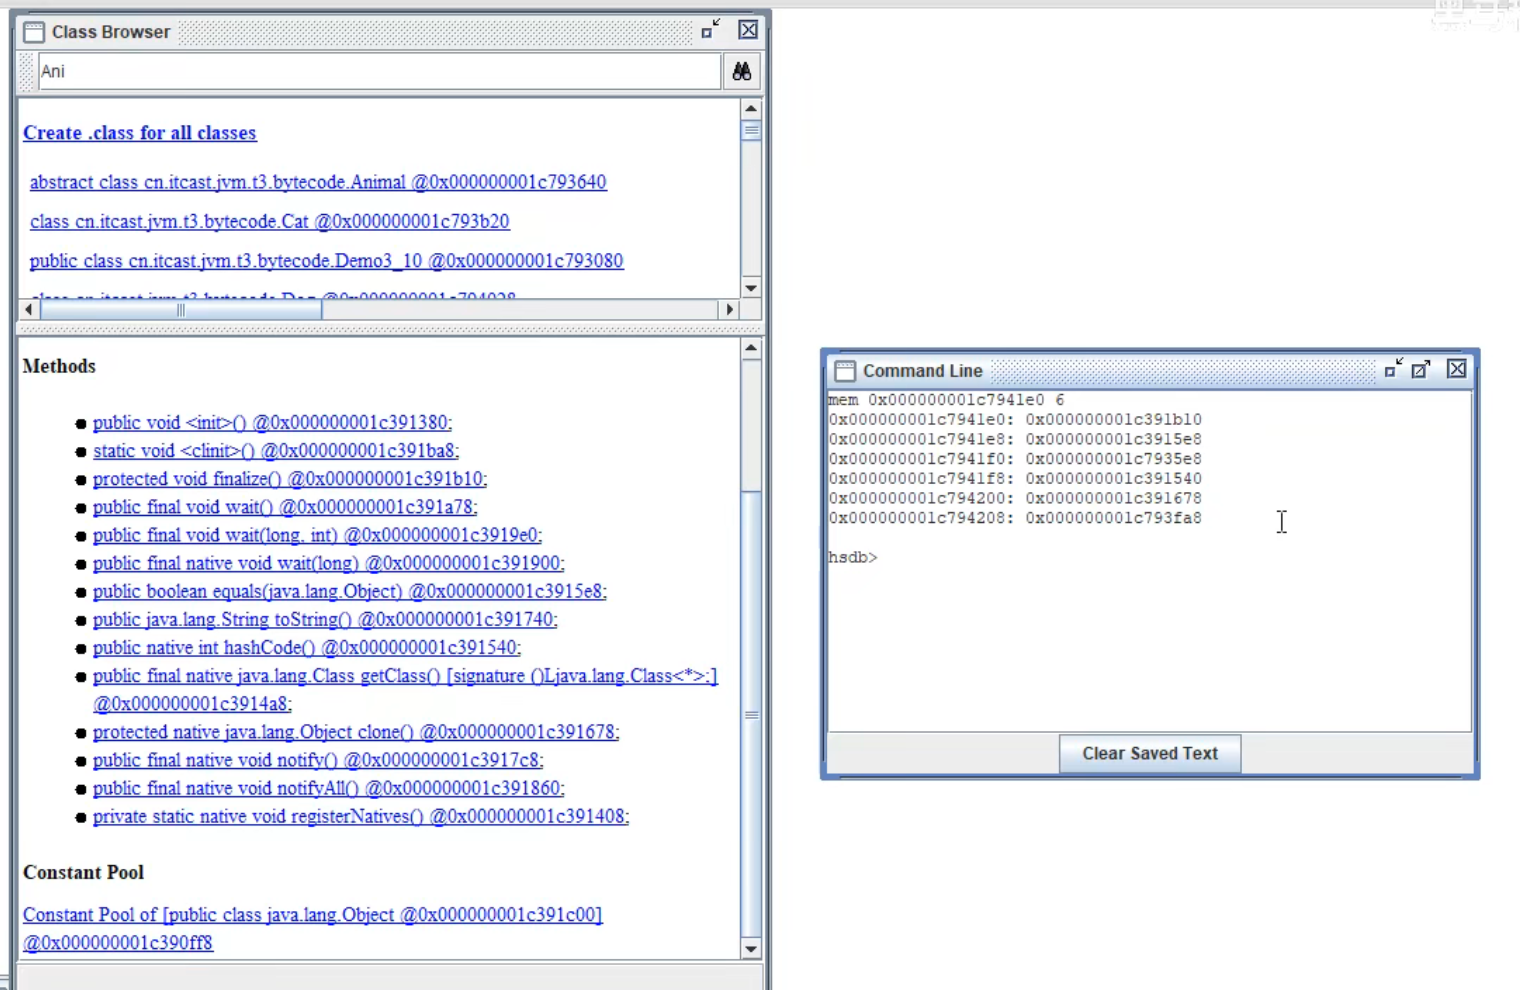 Class Browser
Ani
Create .class for all classes
abstract class cn.itcast.jvm.t3.bytecode.Animal @0x000000001c793640
class cn.itcast.jvm.t3.bytecode.Cat @0x000000001c793b20
public class cn.itcast.jvm.t3.bytecode.Demo3_10 @0x000000001c793080
class cn.itcast.jvm.t3.bytecode.Dog @0x000000001c794028
Methods
public void <init>() @0x000000001c391380;
static void <clinit>() @0x000000001c391ba8;
protected void finalize() @0x000000001c391b10;
public final void wait() @0x000000001c391a78;
public final void wait(long, int) @0x000000001c3919e0;
public final native void wait(long) @0x000000001c391900;
public boolean equals(java.lang.Object) @0x000000001c3915e8;
public java.lang.String toString() @0x000000001c391740;
public native int hashCode() @0x000000001c391540;
public final native java.lang.Class getClass() [signature ()Ljava.lang.Class<*>;]
@0x000000001c3914a8;
protected native java.lang.Object clone() @0x000000001c391678;
public final native void notify() @0x000000001c3917c8;
public final native void notifyAll() @0x000000001c391860;
private static native void registerNatives() @0x000000001c391408;
Constant Pool
Constant Pool of [public class java.lang.Object @0x000000001c391c00]
@0x000000001c390ff8
Command Line
mem 0x000000001c7941e0 6
0x000000001c7941e0: 0x000000001c391b10
0x000000001c7941e8: 0x000000001c3915e8
0x000000001c7941f0: 0x000000001c7935e8
0x000000001c7941f8: 0x000000001c391540
0x000000001c794200: 0x000000001c391678
0x000000001c794208: 0x000000001c793fa8
hsdb>
Clear Saved Text